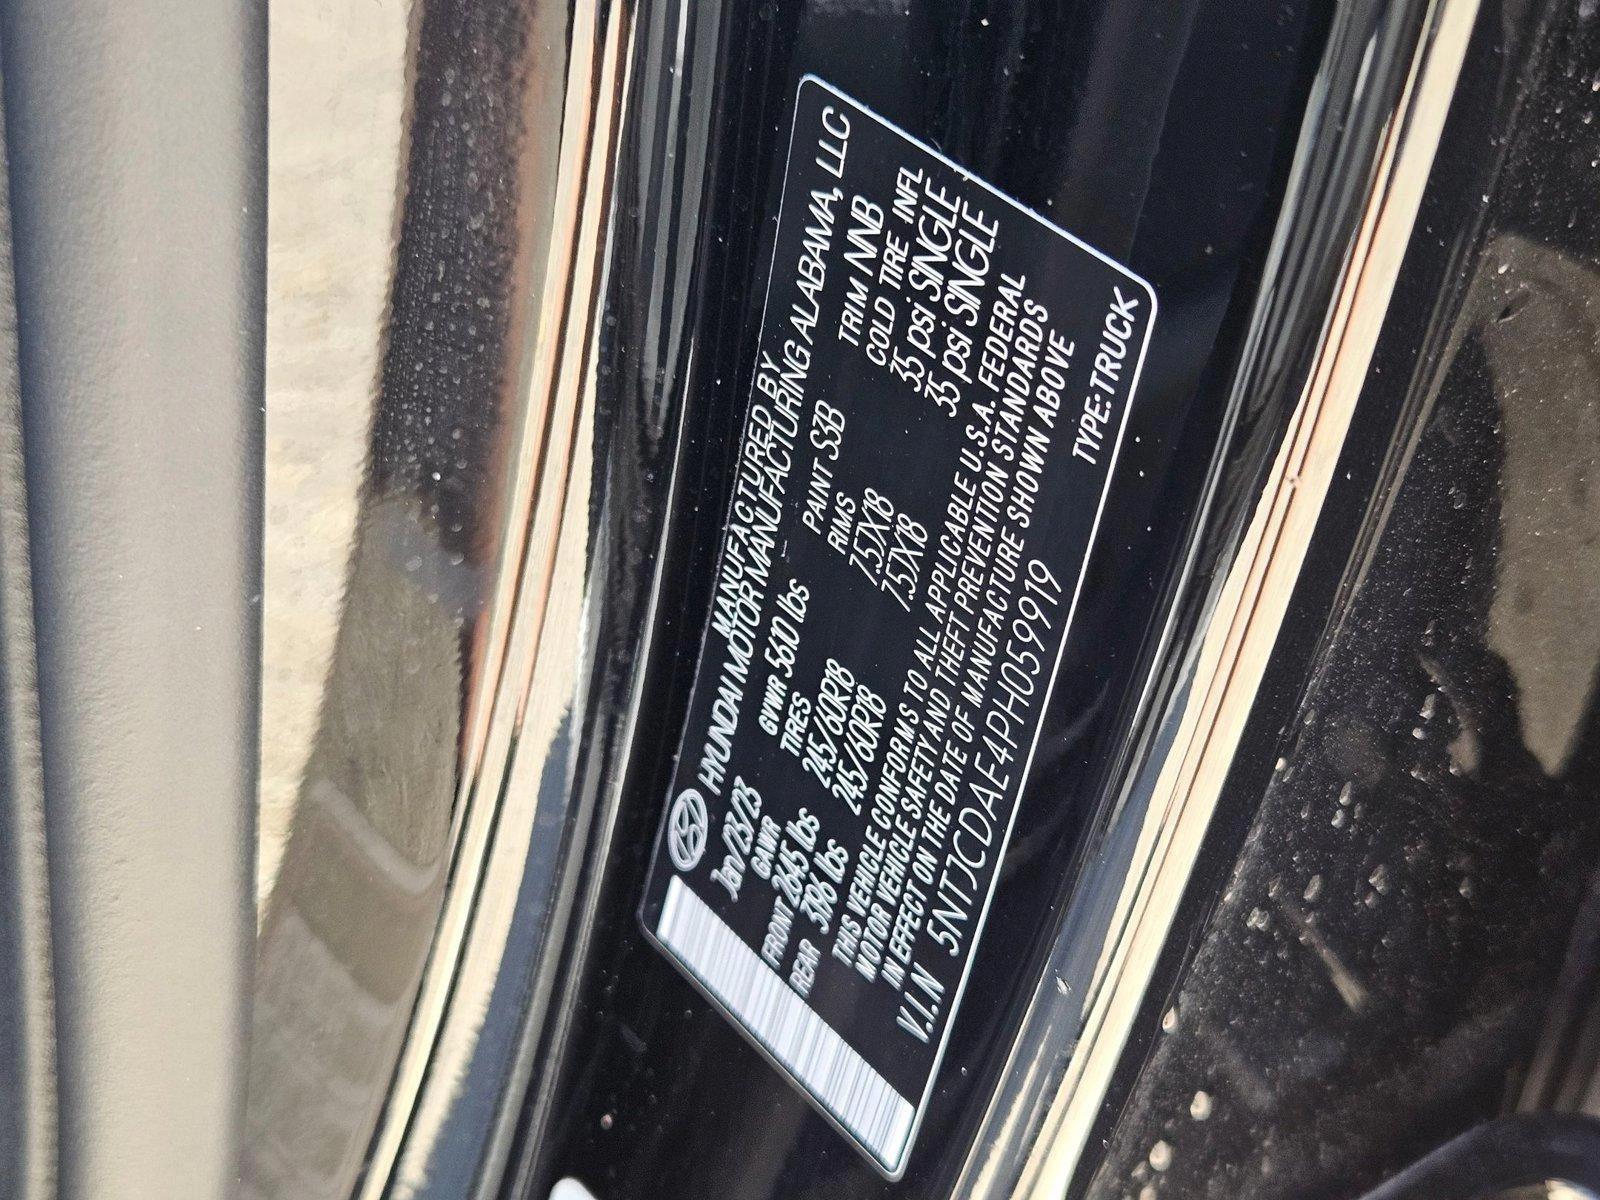 MANUFACTURED BY
HYUNDAI MOTOR MANUFACTURING ALABAMA, LLC
Jan/23/23 GVWR 5610 lbs PAINT S3B TRIM NNB
GAWR TIRES RIMS COLD TIRE INFL
FRONT 2645 lbs 245/60R18 7.5JX18 35 psi SINGLE
REAR 3196 lbs 245/60R18 7.5JX18 35 psi SINGLE
THIS VEHICLE CONFORMS TO ALL APPLICABLE U.S.A. FEDERAL
MOTOR VEHICLE SAFETY AND THEFT PREVENTION STANDARDS
IN EFFECT ON THE DATE OF MANUFACTURE SHOWN ABOVE
V.I.N 5NTJCDAE4PH059919
TYPE:TRUCK